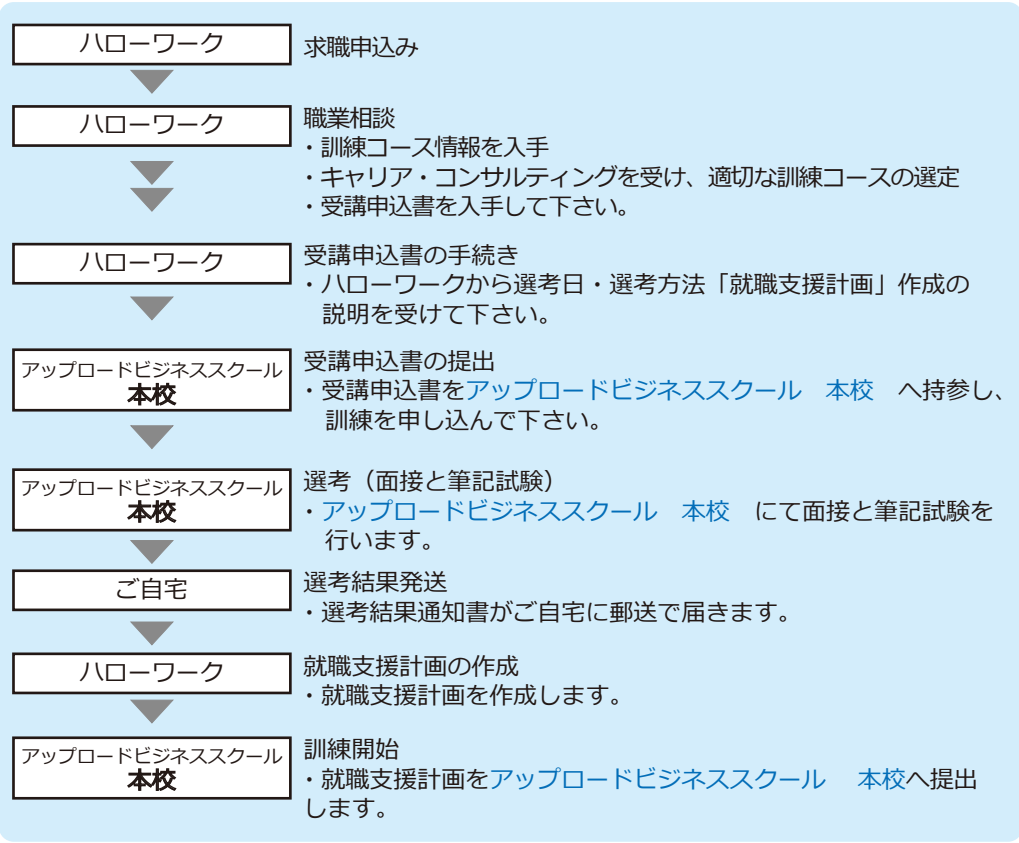 ハローワーク
求職申込み
ハローワーク
職業相談
・訓練コース情報を入手
・キャリア・コンサルティングを受け、適切な訓練コースの選定
・受講申込書を入手して下さい。
ハローワーク
受講申込書の手続き
・ハローワークから選考日・選考方法「就職支援計画」作成の
説明を受けて下さい。
アップロードビジネススクール
本校
受講申込書の提出
・受講申込書をアップロードビジネススクール　本校　へ持参し、
訓練を申し込んで下さい。
アップロードビジネススクール
本校
選考（面接と筆記試験）
・アップロードビジネススクール　本校　にて面接と筆記試験を
行います。
ご自宅
選考結果発送
・選考結果通知書がご自宅に郵送で届きます。
ハローワーク
就職支援計画の作成
・就職支援計画を作成します。
アップロードビジネススクール
本校
訓練開始
・就職支援計画をアップロードビジネススクール　本校へ提出
します。